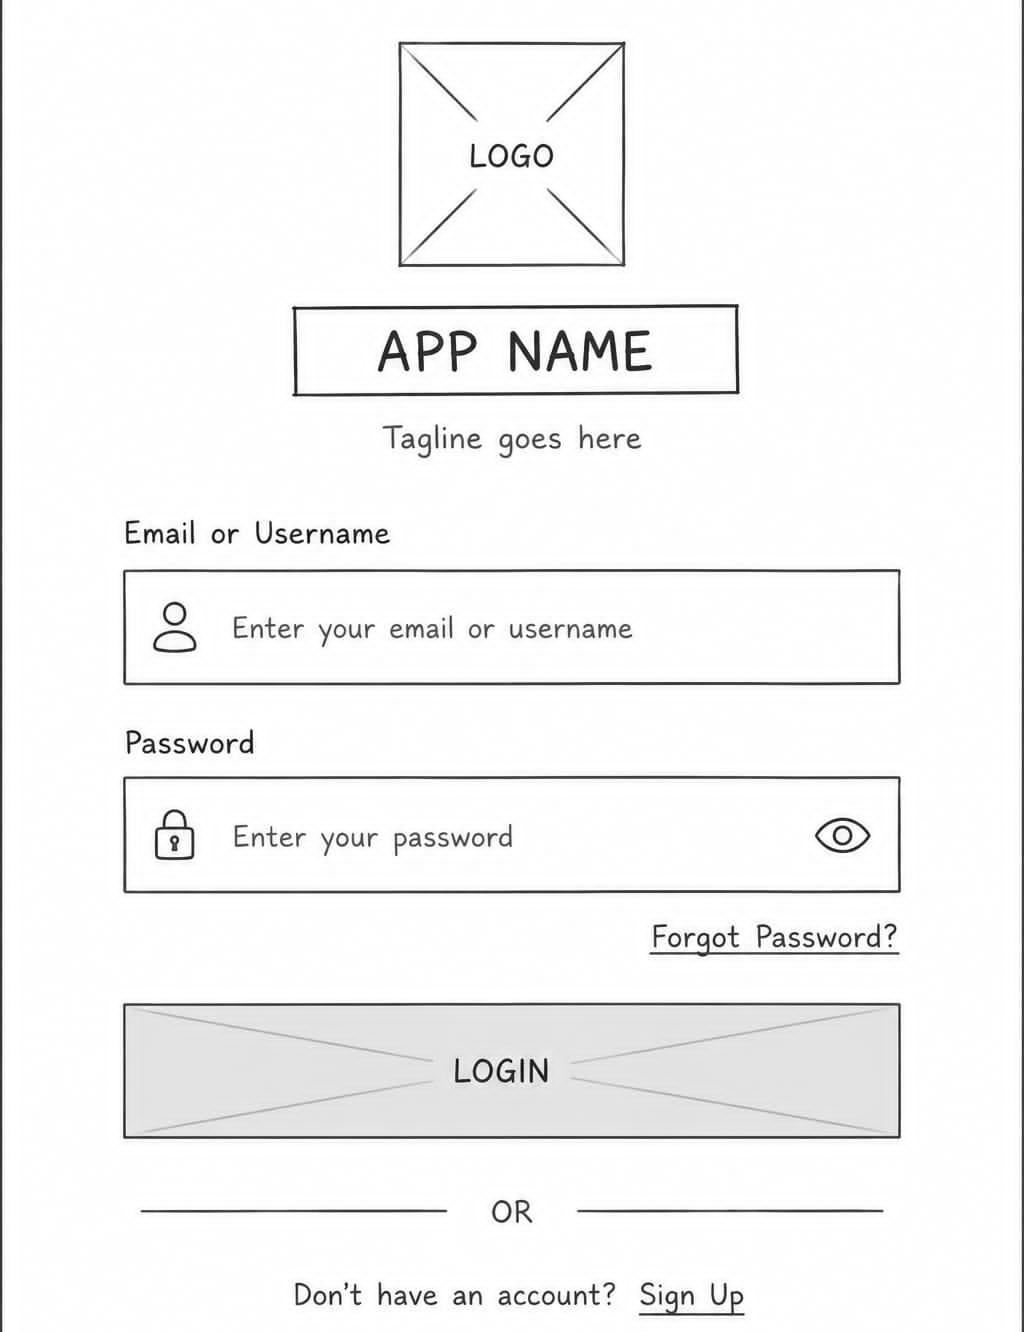 LOGO
APP NAME
Tagline goes here
Email or Username
Enter your email or username
Password
Enter your password
Forgot Password?
LOGIN
OR
Don't have an account? Sign Up